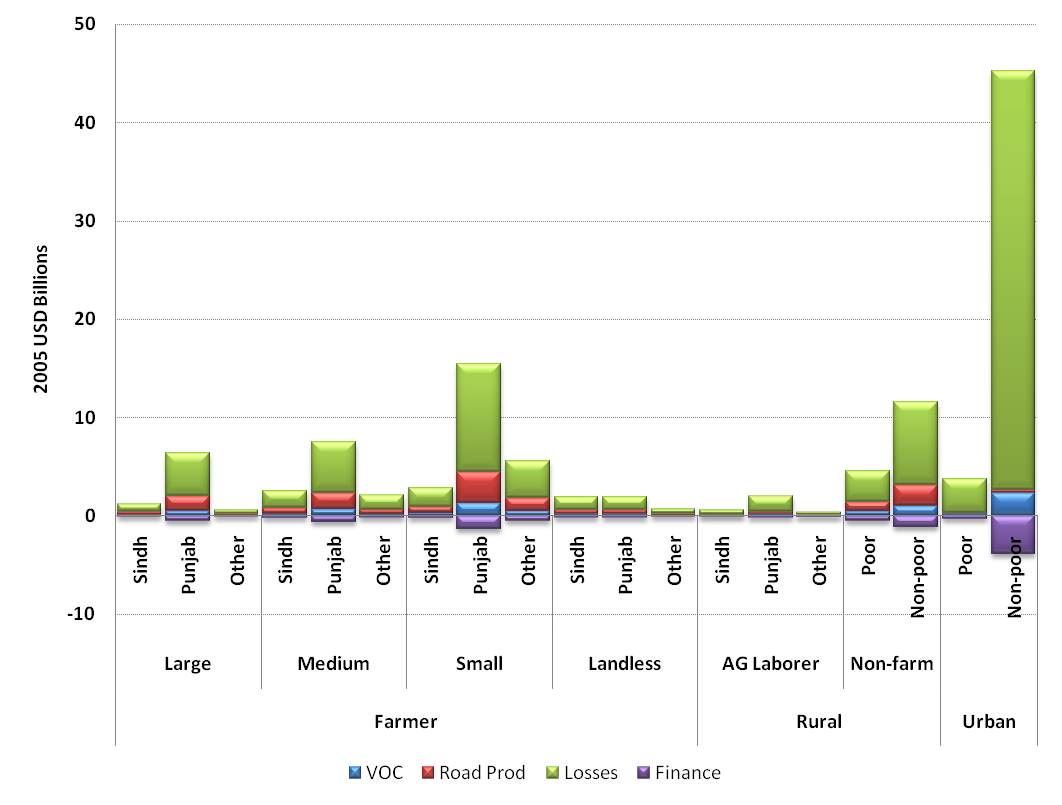 50
40
30
20
10
0
-10
2005 USD Billions
Sindh Punjab Other Sindh Punjab Other Sindh Punjab Other Sindh Punjab Other Sindh Punjab Other Poor Non-poor Poor Non-poor
Large Medium Small Landless AG Laborer Non-farm
Farmer Rural Urban
VOC Road Prod Losses Finance